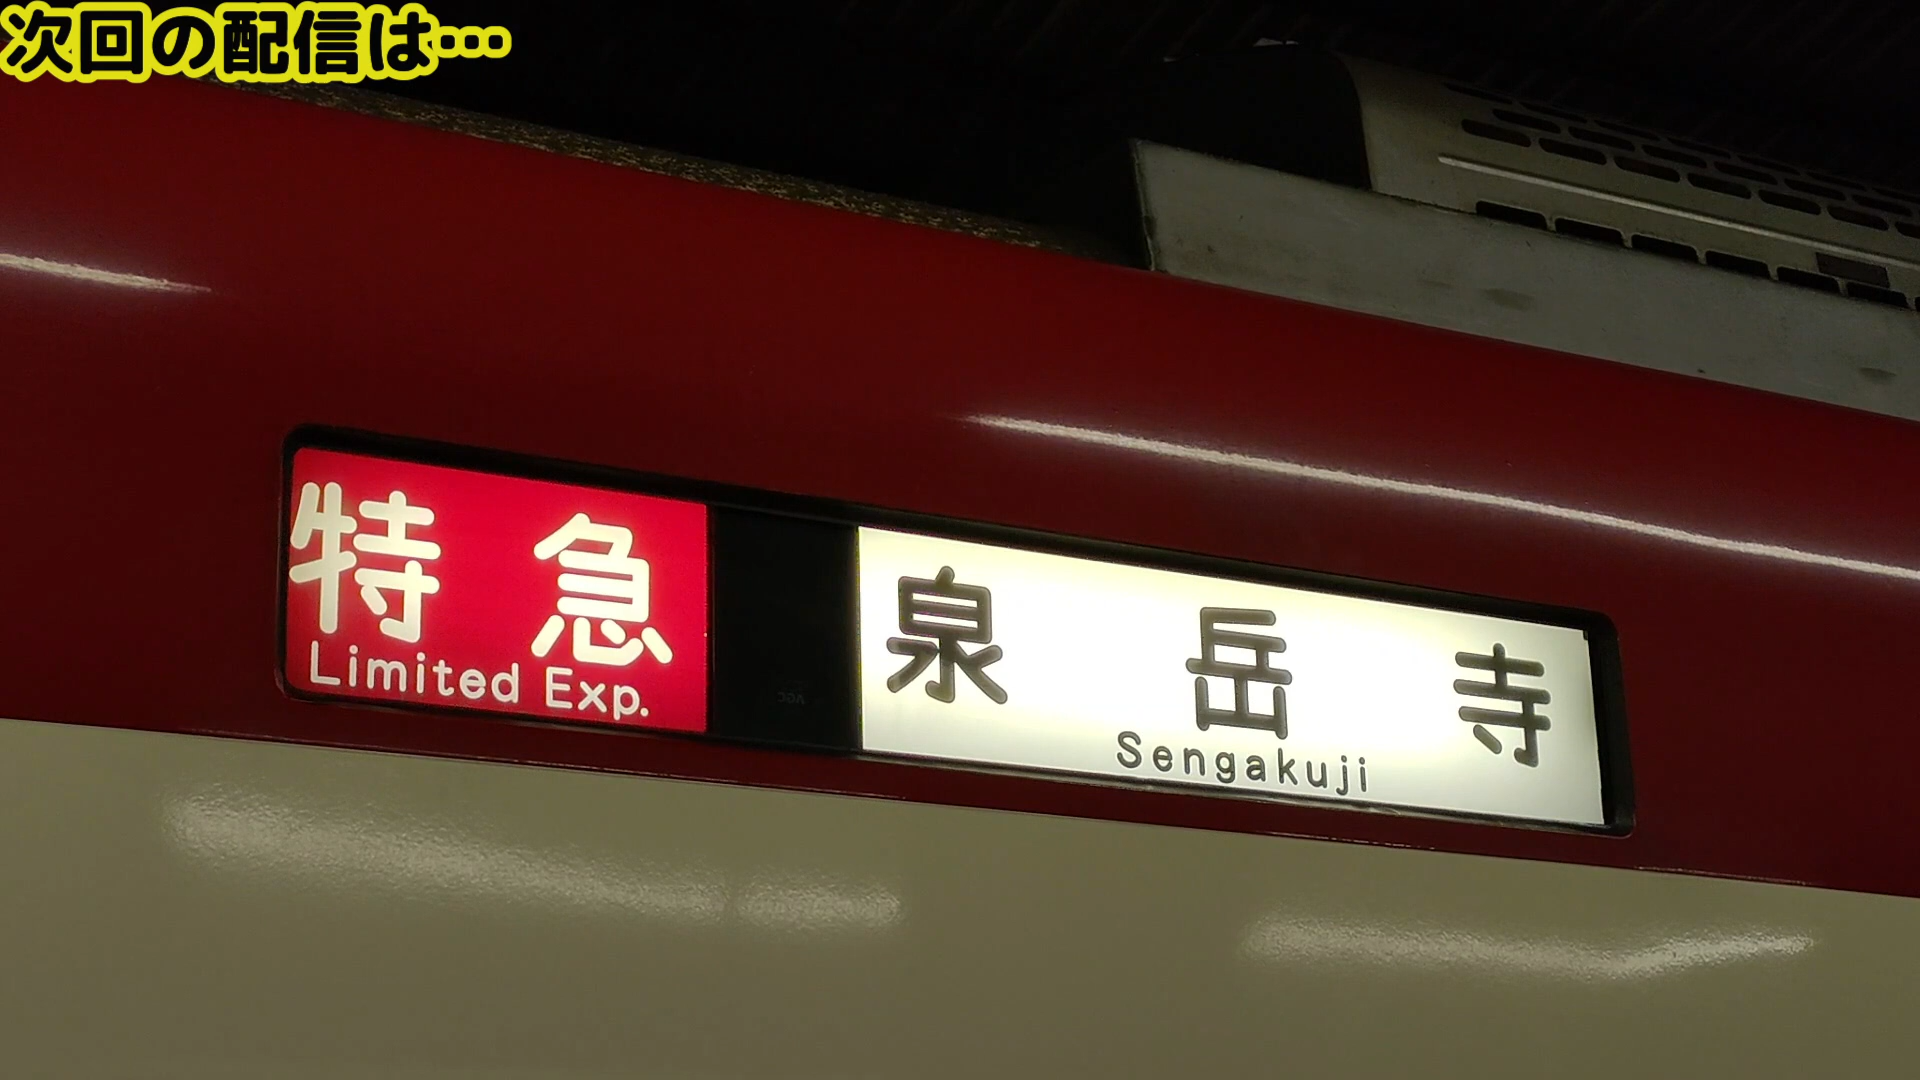 次回の配信は…
特急
Limited Exp.
泉岳寺
Sengakuji